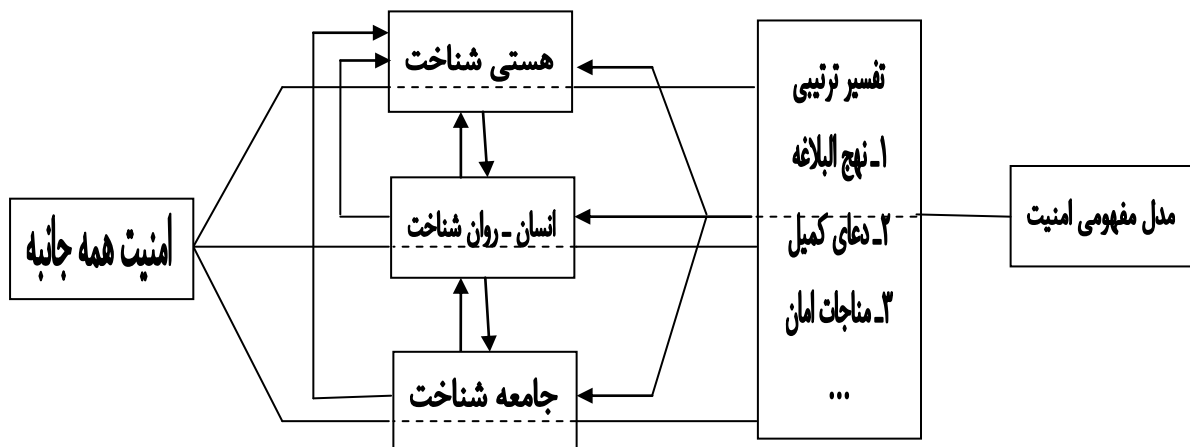 مدل مفهومی امنیت
تفسیر ترتیبی
۱ـ نهج البلاغه
۲ـ دعای کمیل
۳ـ مناجات امان
...
هستی شناخت
انسان ـ روان شناخت
جامعه شناخت
امنیت همه جانبه